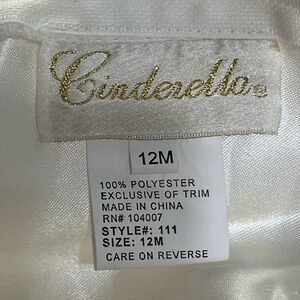 Cinderella®
12M
100% POLYESTER
EXCLUSIVE OF TRIM
MADE IN CHINA
RN# 104007
STYLE#: 111
SIZE: 12M
CARE ON REVERSE